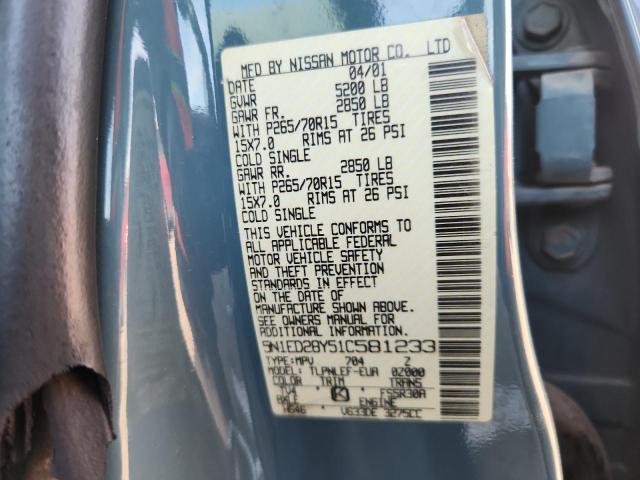 MFD BY NISSAN MOTOR CO., LTD
DATE 04/01
GVWR 5200 LB
GAWR FR. 2850 LB
WITH P265/70R15 TIRES
15X7.0 RIMS AT 26 PSI
COLD SINGLE
GAWR RR. 2850 LB
WITH P265/70R15 TIRES
15X7.0 RIMS AT 26 PSI
COLD SINGLE
THIS VEHICLE CONFORMS TO
ALL APPLICABLE FEDERAL
MOTOR VEHICLE SAFETY
AND THEFT PREVENTION
STANDARDS IN EFFECT
ON THE DATE OF
MANUFACTURE SHOWN ABOVE.
SEE OWNERS MANUAL FOR
ADDITIONAL INFORMATION
5N1ED28Y51C581233
TYPE:MPV 704 Z
MODEL: TLPNLEF-EUA 02000
COLOR TRIM TRANS
K FS5R30A
AXLE ENGINE
HG46 VG33DE 3275CC